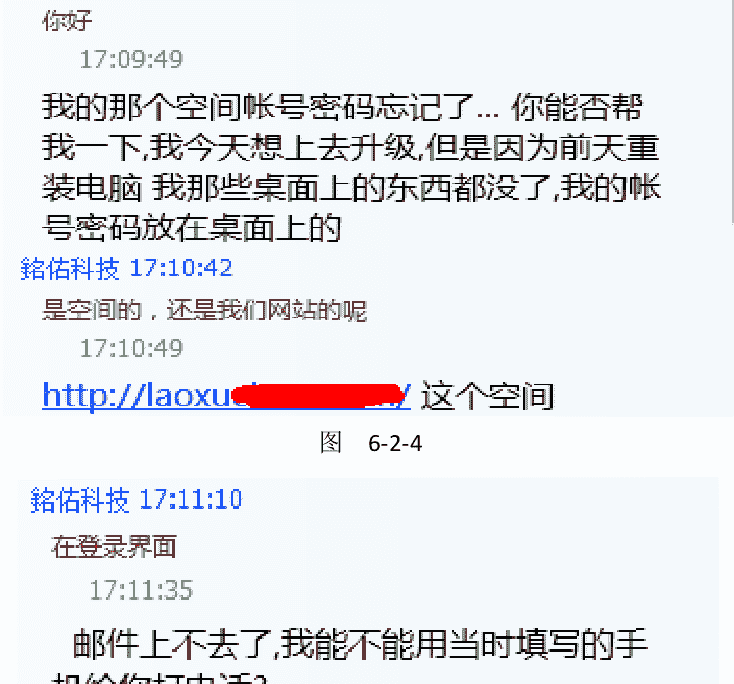 你好
17:09:49
我的那个空间帐号密码忘记了... 你能否帮
我一下,我今天想上去升级,但是因为前天重
装电脑 我那些桌面上的东西都没了,我的帐
号密码放在桌面上的
銘佑科技 17:10:42
是空间的，还是我们网站的呢
17:10:49
http://laoxu 这个空间
图 6-2-4
銘佑科技 17:11:10
在登录界面
17:11:35
邮件上不去了,我能不能用当时填写的手
机给你打电话?